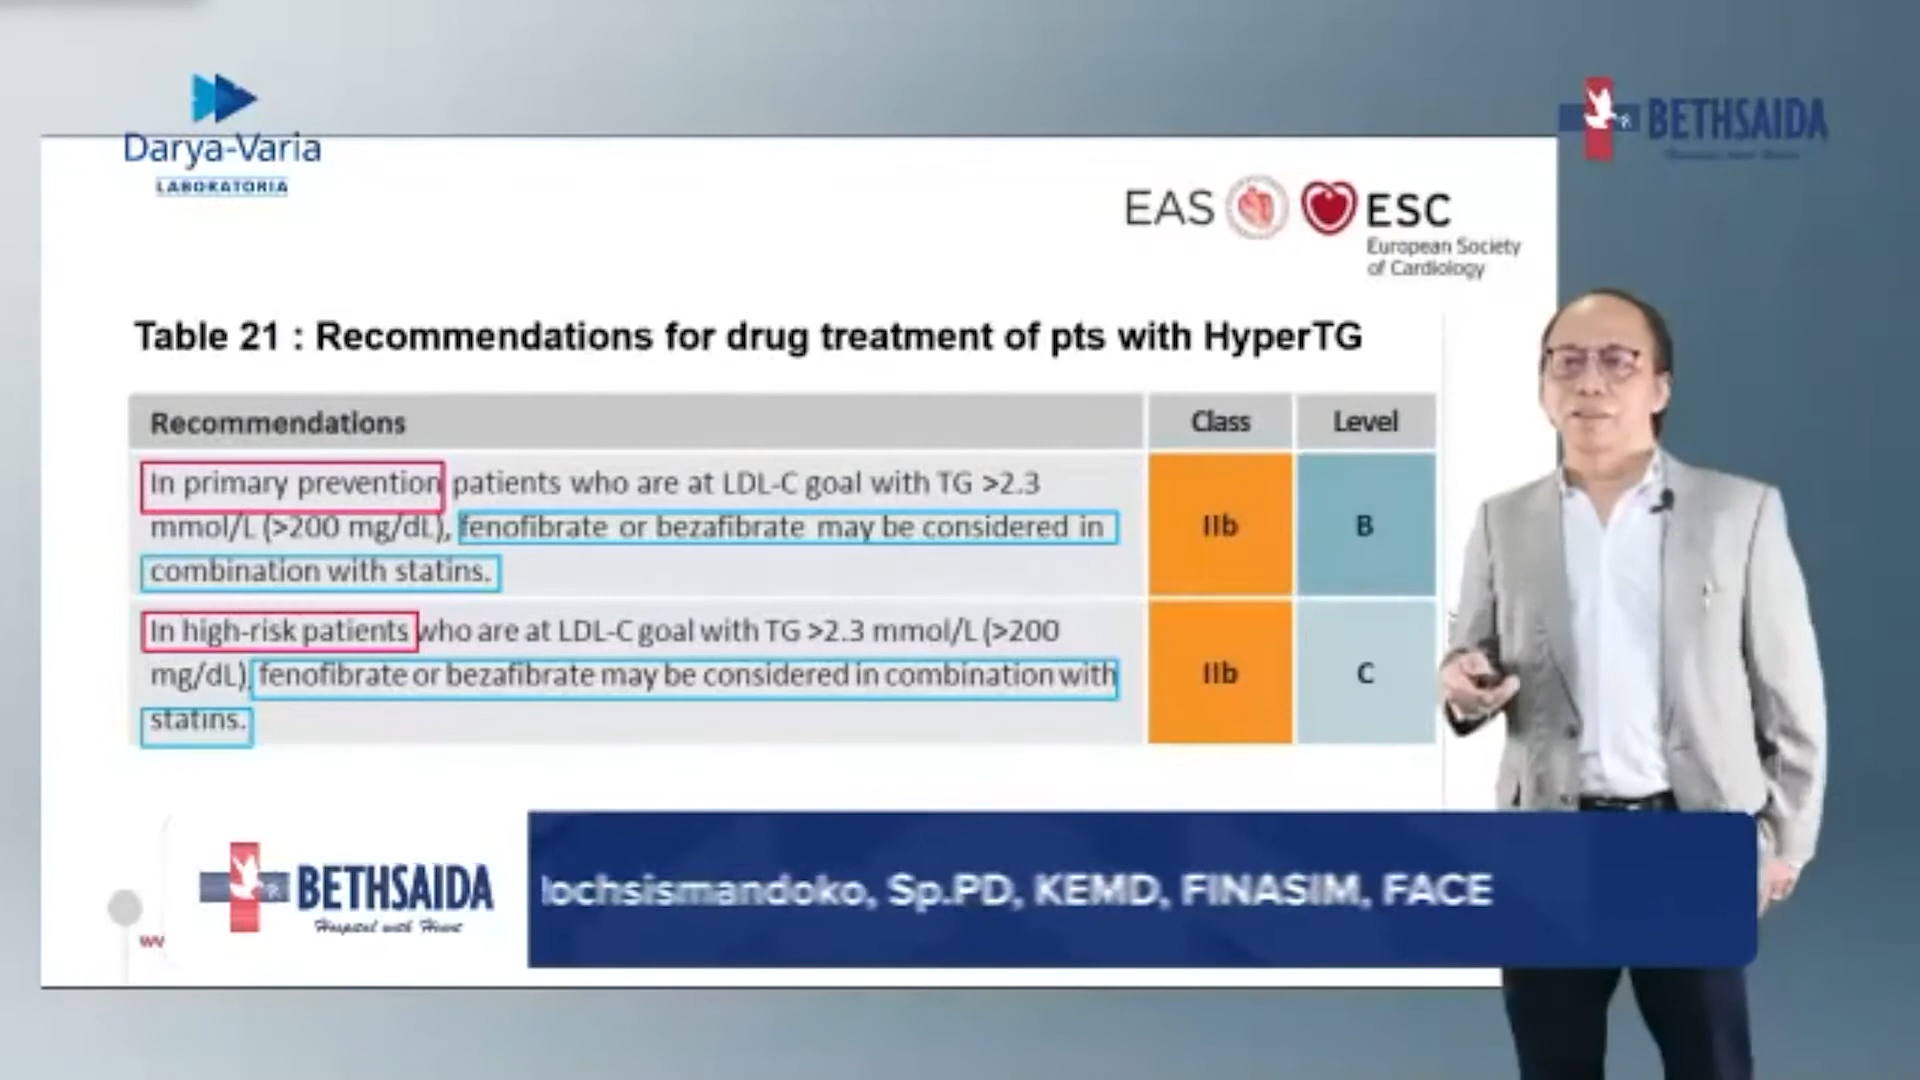 Darya-Varia
LABORATORIA
BETHSAIDA
EAS
ESC
European Society
of Cardiology
Table 21 : Recommendations for drug treatment of pts with HyperTG
Recommendations Class Level
In primary prevention patients who are at LDL-C goal with TG >2.3
mmol/L (>200 mg/dL), fenofibrate or bezafibrate may be considered in
combination with statins.
IIb B
In high-risk patients who are at LDL-C goal with TG >2.3 mmol/L (>200
mg/dL) fenofibrate or bezafibrate may be considered in combination with
statins.
IIb C
BETHSAIDA
Hospital with Heart
lochsismandoko, Sp.PD, KEMD, FINASIM, FACE